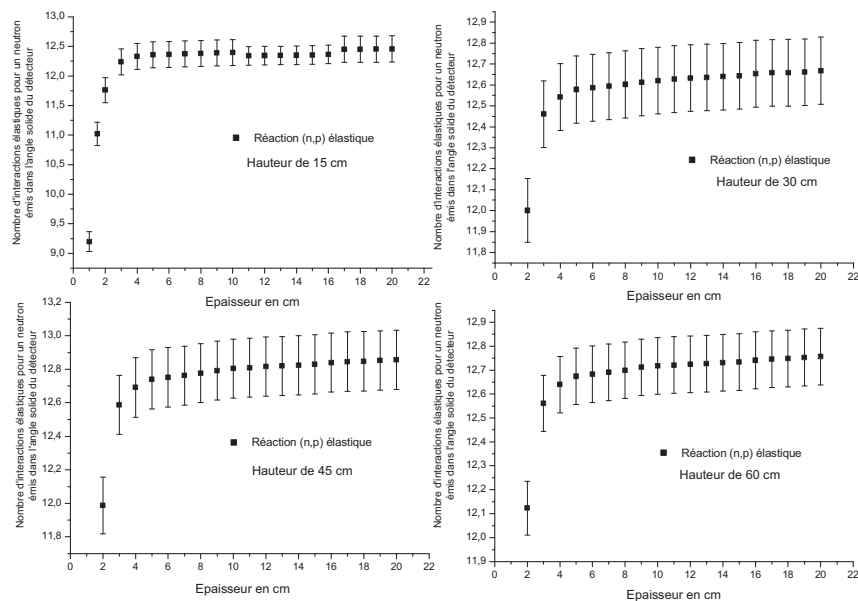 Nombre d'interactions élastiques pour un neutron
émis dans l'angle solide du détecteur
13,0
12,5
12,0
11,5
11,0
10,5
10,0
9,5
9,0
Réaction (n,p) élastique
Hauteur de 15 cm
0 2 4 6 8 10 12 14 16 18 20 22
Epaisseur en cm
Nombre d'interactions élastiques pour un neutron
émis dans l'angle solide du détecteur
12,9
12,8
12,7
12,6
12,5
12,4
12,3
12,2
12,1
12,0
11,9
11,8
Réaction (n,p) élastique
Hauteur de 30 cm
0 2 4 6 8 10 12 14 16 18 20 22
Epaisseur en cm
Nombre d'interactions élastiques pour un neutron
émis dans l'angle solide du détecteur
13,2
13,0
12,8
12,6
12,4
12,2
12,0
11,8
Réaction (n,p) élastique
Hauteur de 45 cm
0 2 4 6 8 10 12 14 16 18 20 22
Epaisseur en cm
Nombre d'interactions élastiques pour un neutron
émis dans l'angle solide du détecteur
12,9
12,8
12,7
12,6
12,5
12,4
12,3
12,2
12,1
12,0
11,9
Réaction (n,p) élastique
Hauteur de 60 cm
0 2 4 6 8 10 12 14 16 18 20 22
Epaisseur en cm